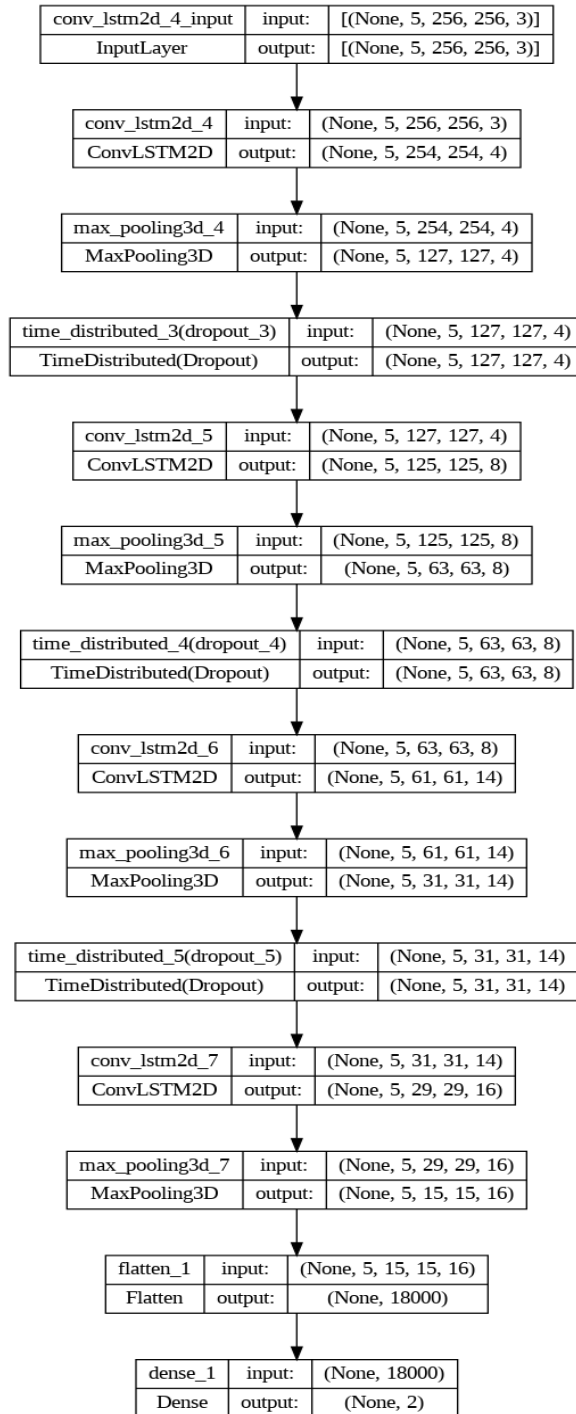 conv_lstm2d_4_input input: [(None, 5, 256, 256, 3)]
InputLayer output: [(None, 5, 256, 256, 3)]
conv_lstm2d_4 input: (None, 5, 256, 256, 3)
ConvLSTM2D output: (None, 5, 254, 254, 4)
max_pooling3d_4 input: (None, 5, 254, 254, 4)
MaxPooling3D output: (None, 5, 127, 127, 4)
time_distributed_3(dropout_3) input: (None, 5, 127, 127, 4)
TimeDistributed(Dropout) output: (None, 5, 127, 127, 4)
conv_lstm2d_5 input: (None, 5, 127, 127, 4)
ConvLSTM2D output: (None, 5, 125, 125, 8)
max_pooling3d_5 input: (None, 5, 125, 125, 8)
MaxPooling3D output: (None, 5, 63, 63, 8)
time_distributed_4(dropout_4) input: (None, 5, 63, 63, 8)
TimeDistributed(Dropout) output: (None, 5, 63, 63, 8)
conv_lstm2d_6 input: (None, 5, 63, 63, 8)
ConvLSTM2D output: (None, 5, 61, 61, 14)
max_pooling3d_6 input: (None, 5, 61, 61, 14)
MaxPooling3D output: (None, 5, 31, 31, 14)
time_distributed_5(dropout_5) input: (None, 5, 31, 31, 14)
TimeDistributed(Dropout) output: (None, 5, 31, 31, 14)
conv_lstm2d_7 input: (None, 5, 31, 31, 14)
ConvLSTM2D output: (None, 5, 29, 29, 16)
max_pooling3d_7 input: (None, 5, 29, 29, 16)
MaxPooling3D output: (None, 5, 15, 15, 16)
flatten_1 input: (None, 5, 15, 15, 16)
Flatten output: (None, 18000)
dense_1 input: (None, 18000)
Dense output: (None, 2)